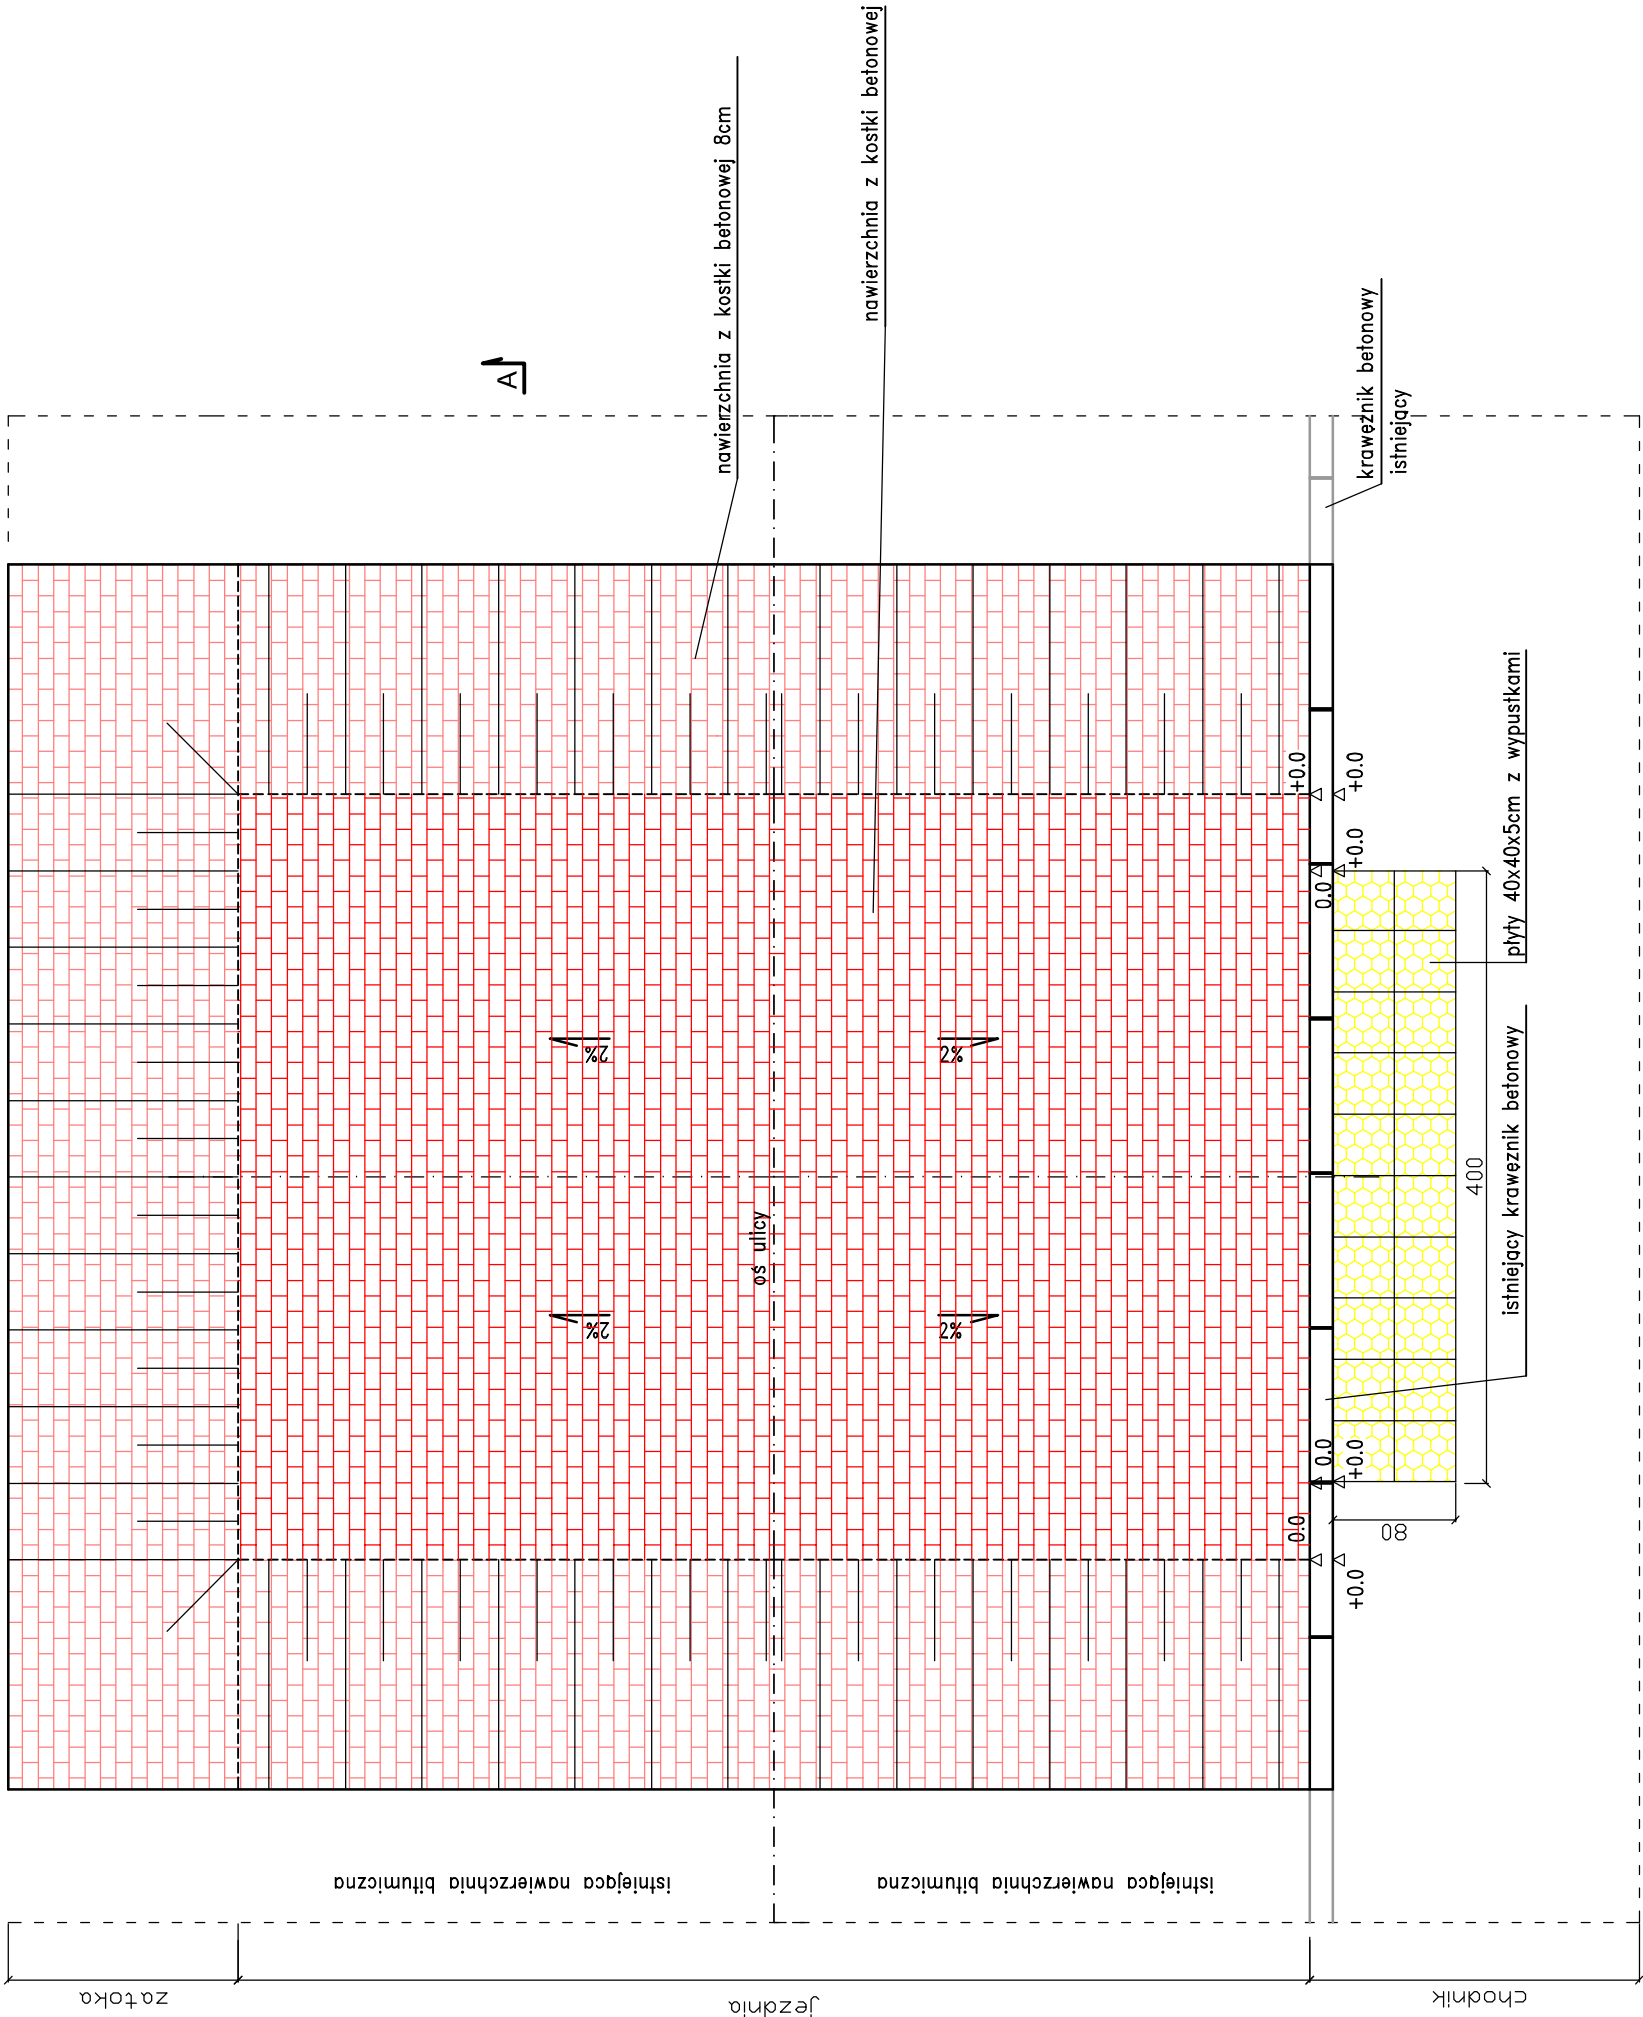 nawierzchnia z kostki betonowej 8cm
nawierzchnia z kostki betonowej
A
krawężnik betonowy
istniejący
+0.0
+0.0
+0.0
0.0
płyty 40x40x5cm z wypustkami
2%
2%
oś ulicy
400
istniejący krawężnik betonowy
2%
2%
0.0
+0.0
0.0
80
+0.0
istniejąca nawierzchnia bitumiczna
istniejąca nawierzchnia bitumiczna
zatoka
jezdnia
chodnik